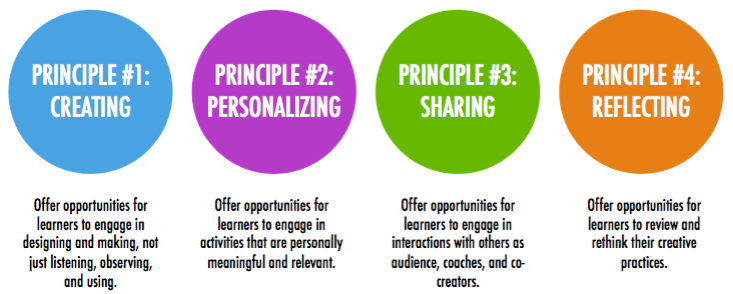 PRINCIPLE #1:
CREATING
Offer opportunities for
learners to engage in
designing and making, not
just listening, observing,
and using.
PRINCIPLE #2:
PERSONALIZING
Offer opportunities for
learners to engage in
activities that are personally
meaningful and relevant.
PRINCIPLE #3:
SHARING
Offer opportunities for
learners to engage in
interactions with others as
audience, coaches, and co-
creators.
PRINCIPLE #4:
REFLECTING
Offer opportunities for
learners to review and
rethink their creative
practices.